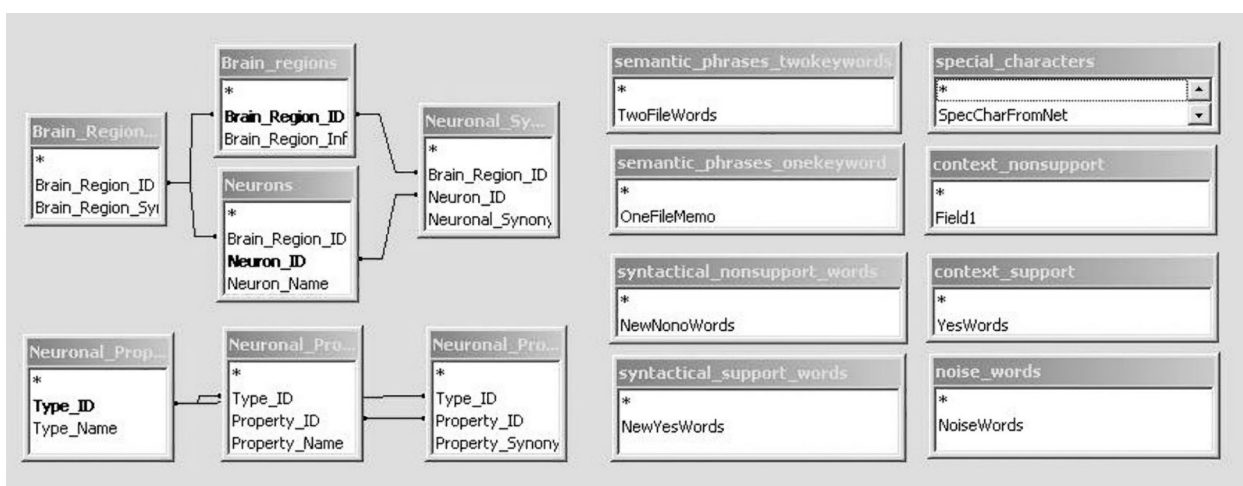 Brain_Region...
*
Brain_Region_ID
Brain_Region_Syı
Brain_regions
*
Brain_Region_ID
Brain_Region_Inf
Neurons
*
Brain_Region_ID
Neuron_ID
Neuron_Name
Neuronal_Sy...
*
Brain_Region_ID
Neuron_ID
Neuronal_Synony
Neuronal_Prop...
*
Type_ID
Type_Name
Neuronal_Pro...
*
Type_ID
Property_ID
Property_Name
Neuronal_Pro...
*
Type_ID
Property_ID
Property_Synony
semantic_phrases_twokeywords
*
TwoFileWords
semantic_phrases_onekeyword
*
OneFileMemo
syntactical_nonsupport_words
*
NewNonoWords
syntactical_support_words
*
NewYesWords
special_characters
*
SpecCharFromNet
context_nonsupport
*
Field1
context_support
*
YesWords
noise_words
*
NoiseWords